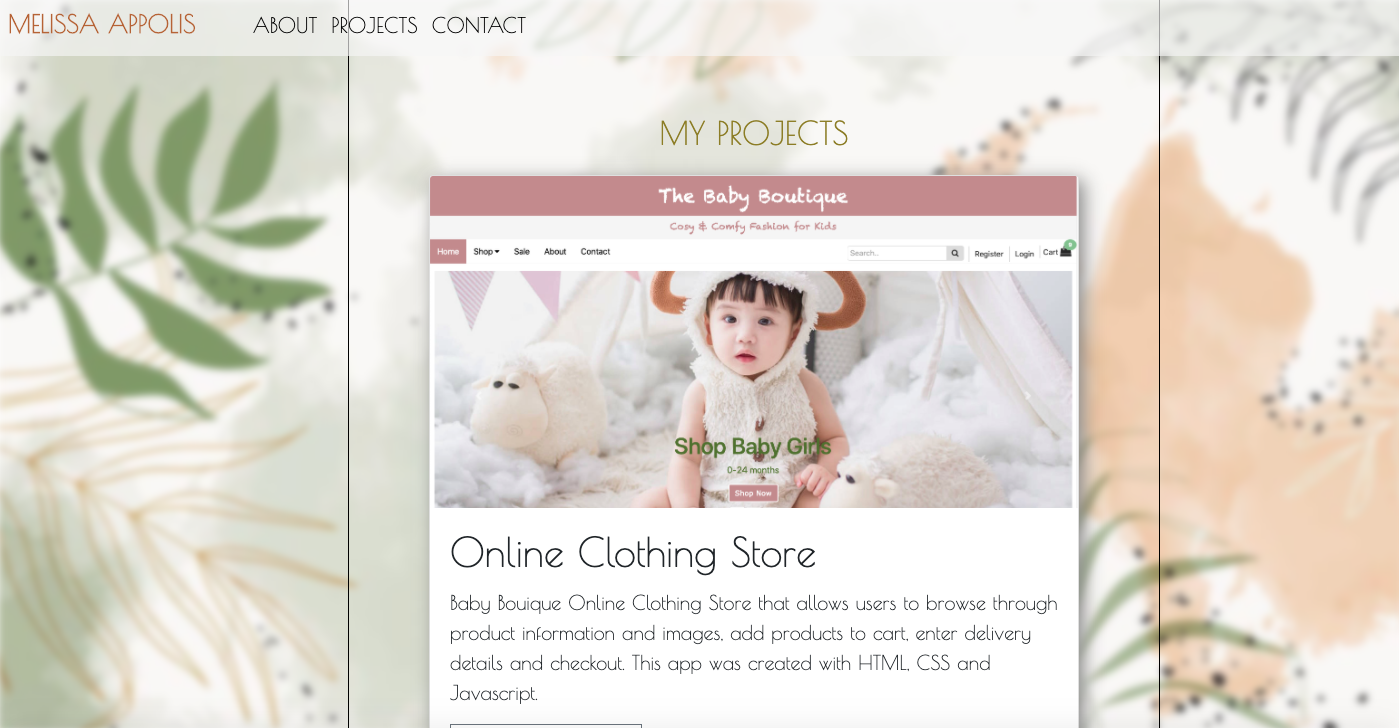 MELISSA APPOLIS ABOUT PROJECTS CONTACT
MY PROJECTS
The Baby Boutique
Cosy & Comfy Fashion for Kids
Home Shop Sale About Contact Search.. Register Login Cart 0
Shop Baby Girls
0-24 months
Shop Now
Online Clothing Store
Baby Bouique Online Clothing Store that allows users to browse through
product information and images, add products to cart, enter delivery
details and checkout. This app was created with HTML, CSS and
Javascript.